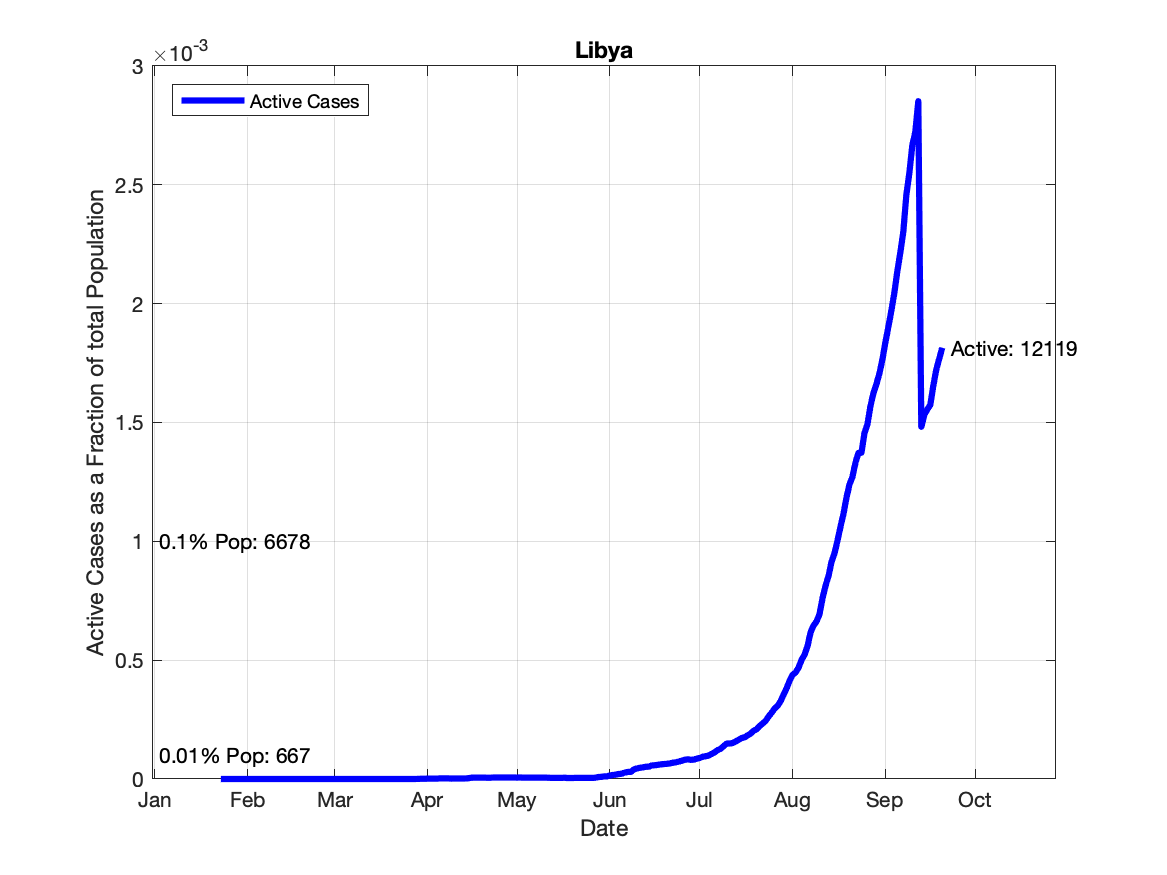 Libya
×10-3
3
2.5
2
1.5
1
0.5
0
Active Cases
Active: 12119
0.1% Pop: 6678
0.01% Pop: 667
Active Cases as a Fraction of total Population
Jan Feb Mar Apr May Jun Jul Aug Sep Oct
Date